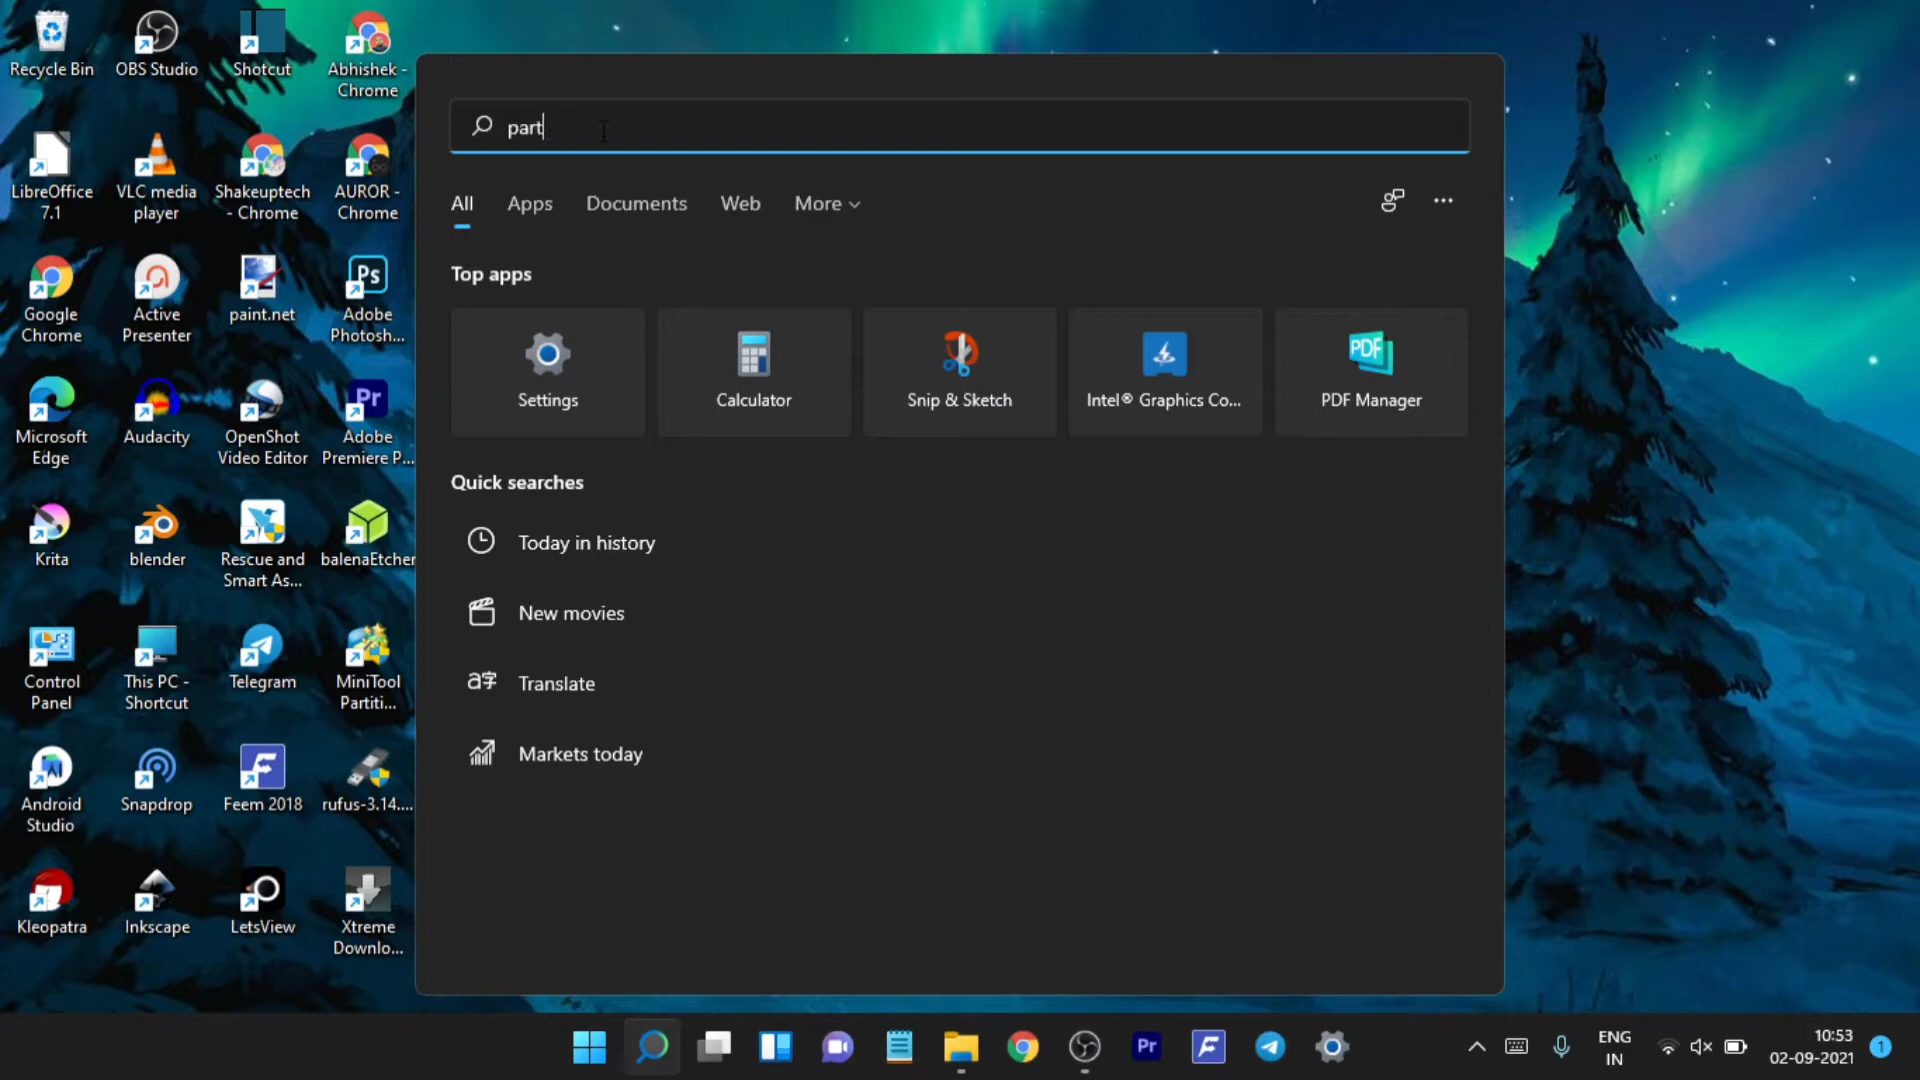 Recycle Bin
OBS Studio
Shotcut
Abhishek -
Chrome
LibreOffice
7.1
VLC media
player
Shakeuptech
- Chrome
AUROR -
Chrome
Google
Chrome
Active
Presenter
paint.net
Ps
Adobe
Photosh...
Microsoft
Edge
Audacity
OpenShot
Video Editor
Pr
Adobe
Premiere P...
Krita
blender
Rescue and
Smart As...
balenaEtcher
Control
Panel
This PC -
Shortcut
Telegram
MiniTool
Partiti...
Android
Studio
Snapdrop
Feem 2018
rufus-3.14....
Kleopatra
Inkscape
LetsView
Xtreme
Downlo...
part
All
Apps
Documents
Web
More
Top apps
Settings
Calculator
Snip & Sketch
Intel® Graphics Co...
PDF
PDF Manager
Quick searches
Today in history
New movies
Translate
Markets today
Pr
ENG
IN
10:53
02-09-2021
1